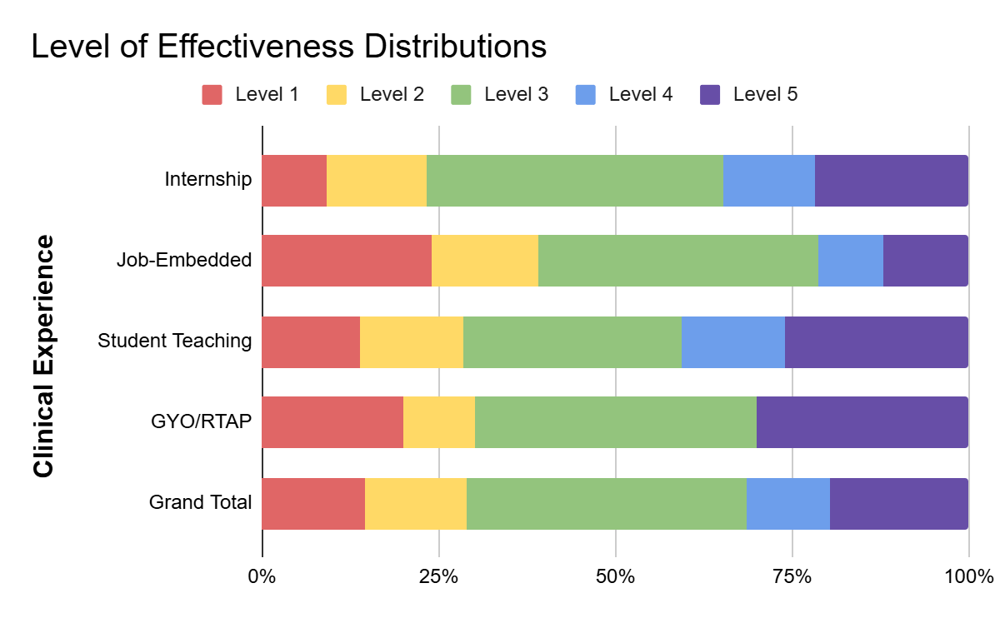 Level of Effectiveness Distributions
Level 1 Level 2 Level 3 Level 4 Level 5
Clinical Experience
Internship
Job-Embedded
Student Teaching
GYO/RTAP
Grand Total
0% 25% 50% 75% 100%